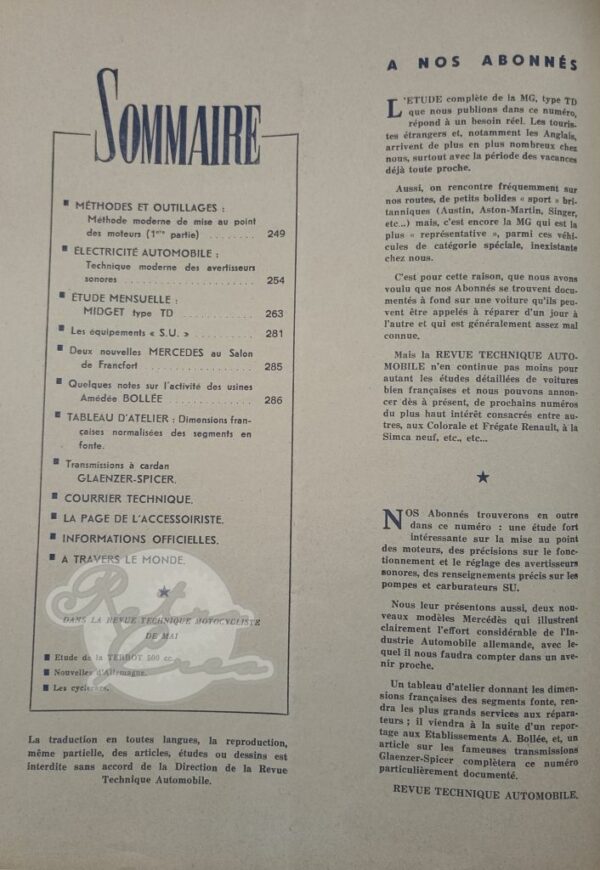 SOMMAIRE
■ MÉTHODES ET OUTILLAGES :
Méthode moderne de mise au point
des moteurs (1ère partie) .......... 249
■ ÉLECTRICITÉ AUTOMOBILE :
Technique moderne des avertisseurs
sonores .......... 254
■ ÉTUDE MENSUELLE :
MIDGET type TD .......... 263
■ Les équipements « S.U. » .......... 281
■ Deux nouvelles MERCEDES au Salon
de Francfort .......... 285
■ Quelques notes sur l'activité des usines
Amédée BOLLÉE .......... 286
■ TABLEAU D'ATELIER : Dimensions fran-
çaises normalisées des segments en
fonte.
■ Transmissions à cardan
GLAENZER-SPICER.
■ COURRIER TECHNIQUE.
■ LA PAGE DE L'ACCESSOIRISTE.
■ INFORMATIONS OFFICIELLES.
■ A TRAVERS LE MONDE.
★
DANS LA REVUE TECHNIQUE MOTOCYCLISTE
DE MAI
■ Etude de la TERROT 500 cc.
■ Nouvelles d'Allemagne.
■ Les cyclecars.
Retro
La traduction en toutes langues, la reproduction,
même partielle, des articles, études ou dessins est
interdite sans accord de la Direction de la Revue
Technique Automobile.
A NOS ABONNÉS
L'ETUDE complète de la MG, type TD
que nous publions dans ce numéro,
répond à un besoin réel. Les touris-
tes étrangers et, notamment les Anglais,
arrivent de plus en plus nombreux chez
nous, surtout avec la période des vacances
déjà toute proche.
Aussi, on rencontre fréquemment sur
nos routes, de petits bolides « sport » bri-
tanniques (Austin, Aston-Martin, Singer,
etc...) mais, c'est encore la MG qui est la
plus « représentative », parmi ces véhi-
cules de catégorie spéciale, inexistante
chez nous.
C'est pour cette raison, que nous avons
voulu que nos Abonnés se trouvent docu-
mentés à fond sur une voiture qu'ils peu-
vent être appelés à réparer d'un jour à
l'autre et qui est généralement assez mal
connue.
Mais la REVUE TECHNIQUE AUTO-
MOBILE n'en continue pas moins pour
autant les études détaillées de voitures
bien françaises et nous pouvons annon-
cer dès à présent, de prochains numéros
du plus haut intérêt consacrés entre au-
tres, aux Colorale et Frégate Renault, à la
Simca neuf, etc., etc...
★
NOS Abonnés trouverons en outre
dans ce numéro : une étude fort
intéressante sur la mise au point
des moteurs, des précisions sur le fonc-
tionnement et le réglage des avertisseurs
sonores, des renseignements précis sur les
pompes et carburateurs SU.
Nous leur présentons aussi, deux nou-
veaux modèles Mercédès qui illustrent
clairement l'effort considérable de l'In-
dustrie Automobile allemande, avec le-
quel il nous faudra compter dans un ave-
nir proche.
Un tableau d'atelier donnant les dimen-
sions françaises des segments fonte, ren-
dra les plus grands services aux répara-
teurs ; il viendra à la suite d'un repor-
tage aux Etablissements A. Bollée, et, un
article sur les fameuses transmissions
Glaenzer-Spicer complètera ce numéro
particulièrement documenté.
REVUE TECHNIQUE AUTOMOBILE.